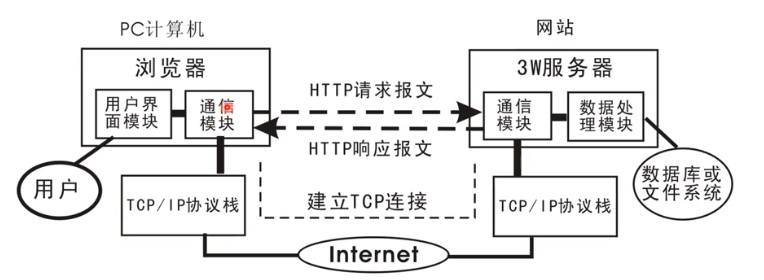 PC计算机
网站
浏览器
3W服务器
用户界
面模块
通信
模块
HTTP请求报文
通信
模块
数据处
理模块
HTTP响应报文
用户
TCP/IP协议栈
建立TCP连接
TCP/IP协议栈
数据库或
文件系统
Internet